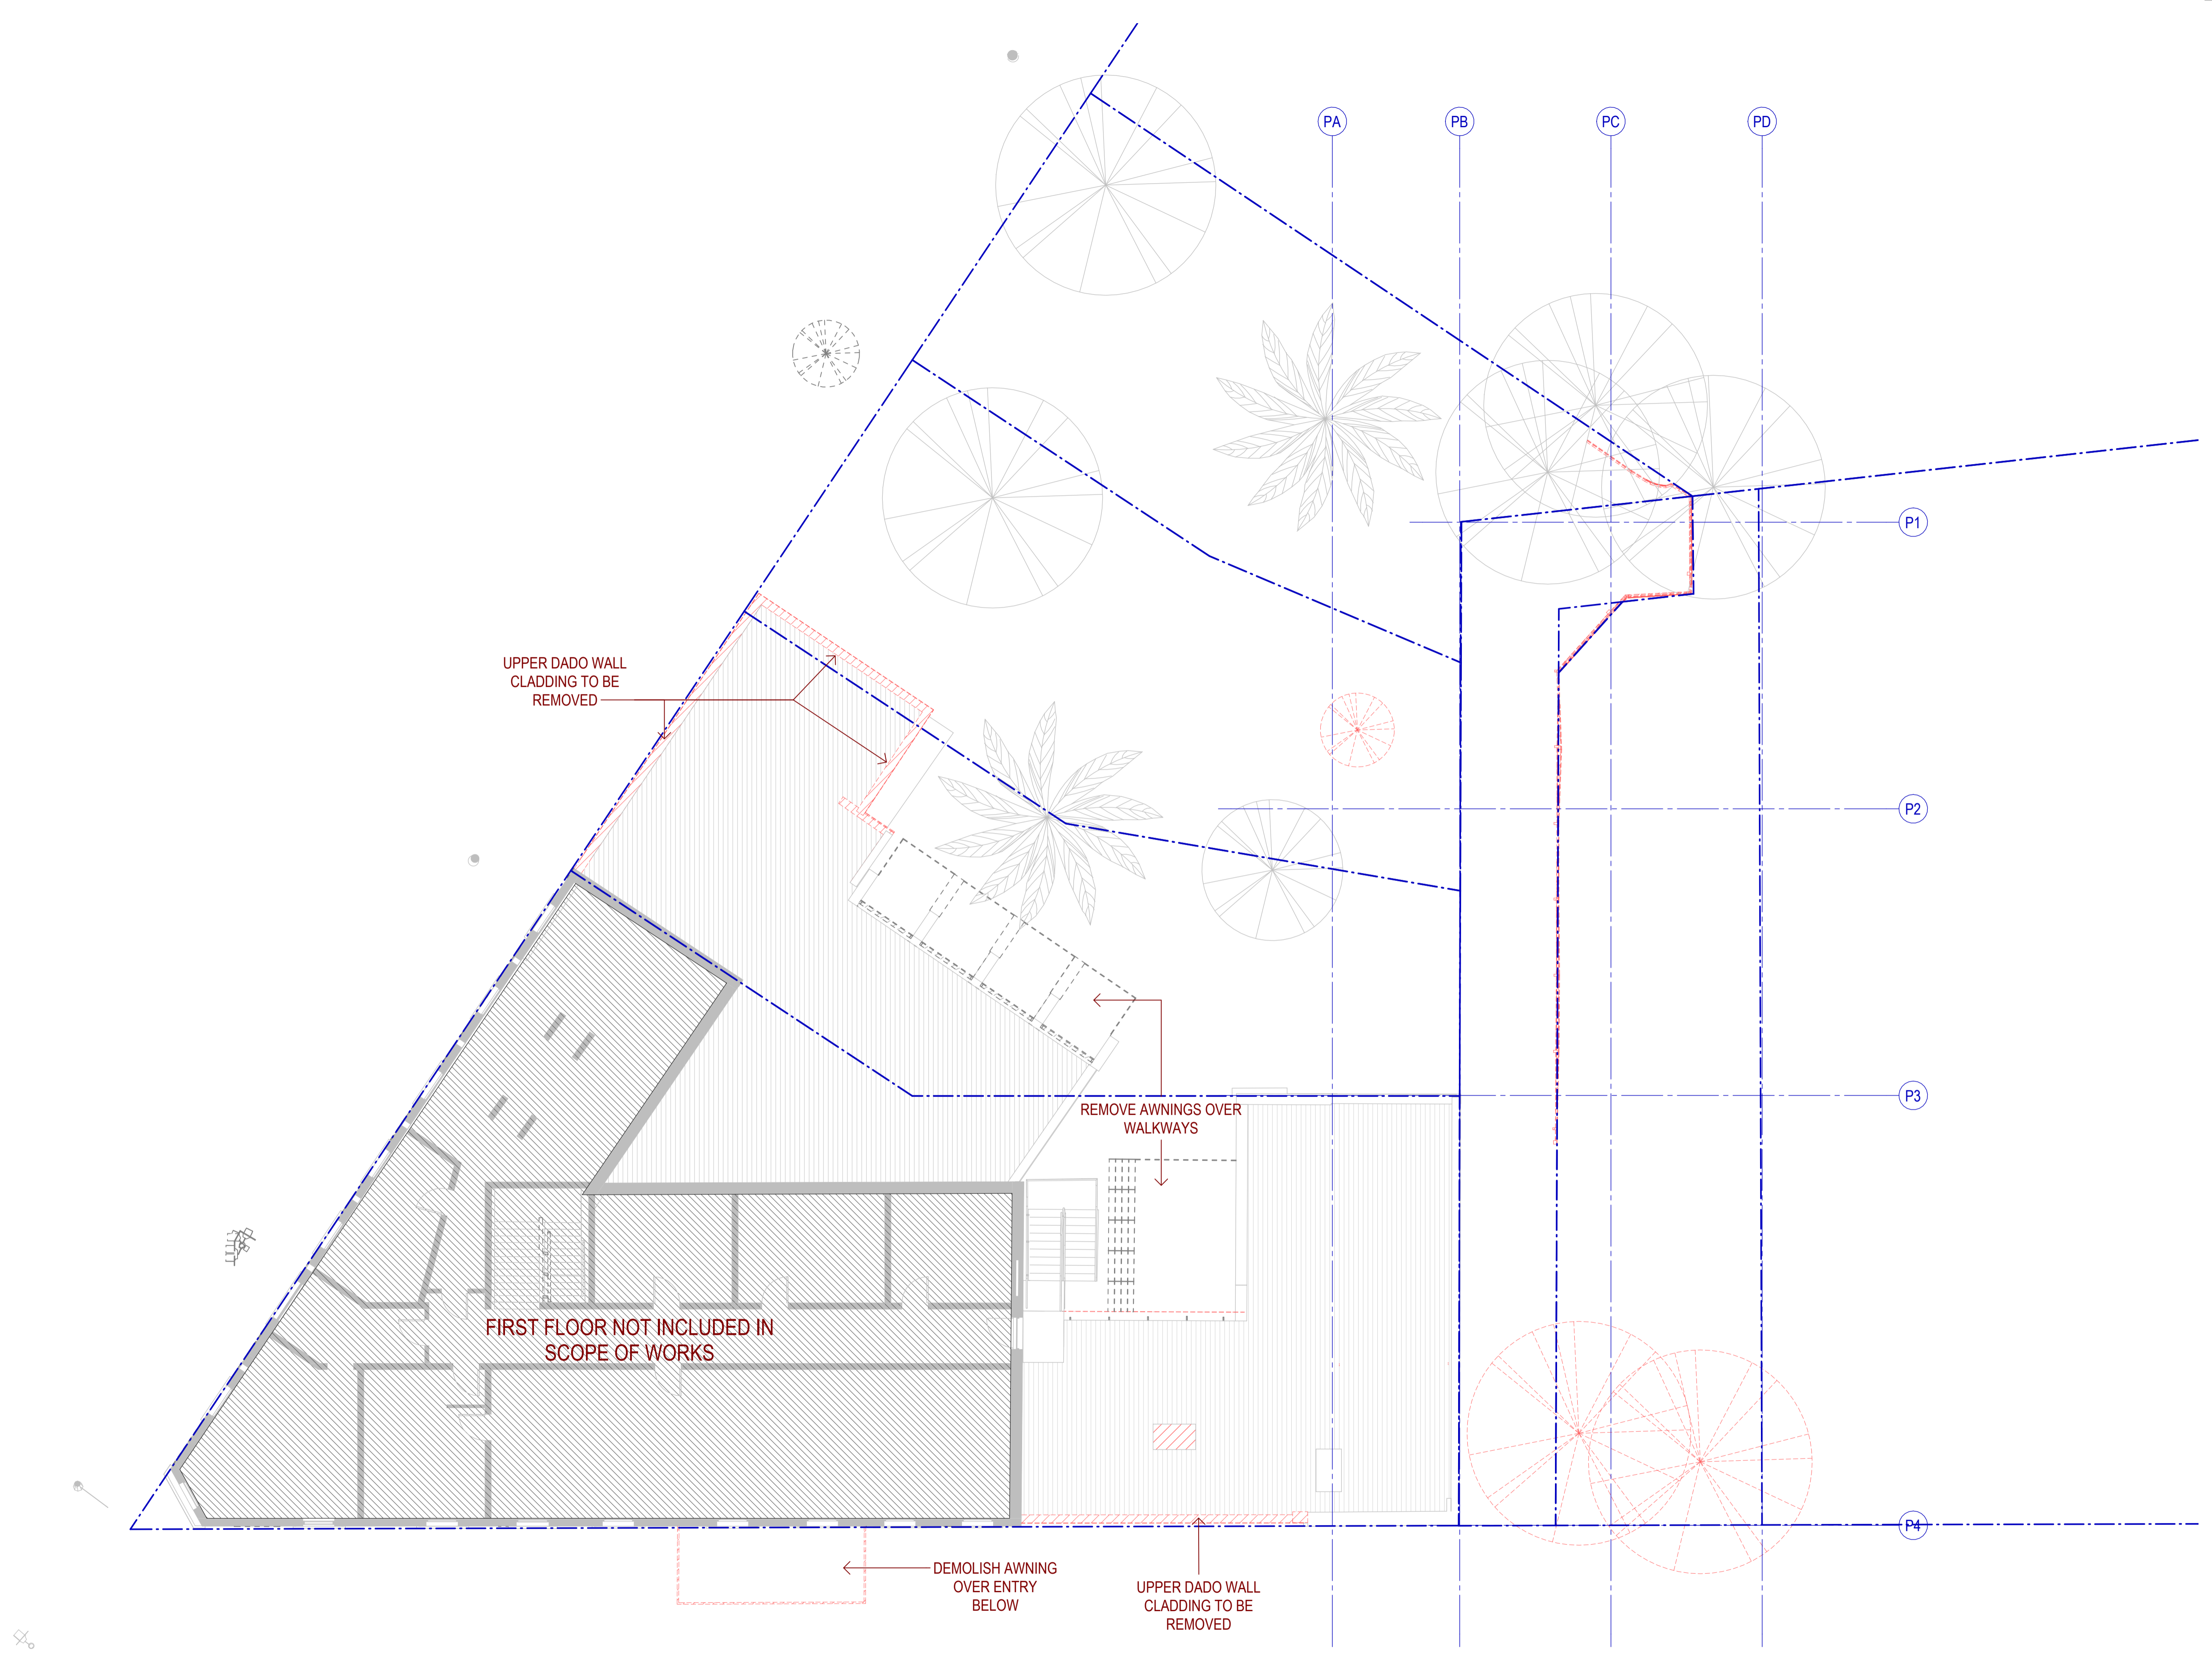 PA
PB
PC
PD
P1
UPPER DADO WALL
CLADDING TO BE
REMOVED
P2
REMOVE AWNINGS OVER
WALKWAYS
P3
FIRST FLOOR NOT INCLUDED IN
SCOPE OF WORKS
P4
DEMOLISH AWNING
OVER ENTRY
BELOW
UPPER DADO WALL
CLADDING TO BE
REMOVED